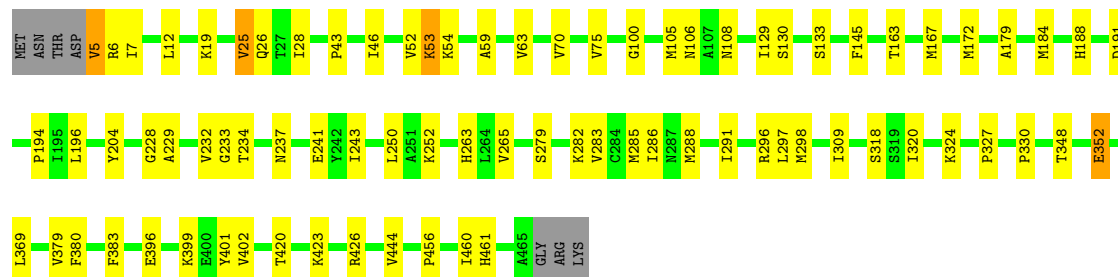 MET ASN THR ASP V5 R6 I7 L12 K19 V25 Q26 I27 I28 P43 I46 V52 K53 K54 A59 V63 V70 V75 G100 M105 N106 A107 N108 I129 S130 S133 F145 T163 M167 M172 A179 M184 H188
P194 I195 L196 Y204 G228 A229 V232 G233 T234 N237 E241 Y242 I243 L250 A251 K252 H263 L264 V265 S279 K282 V283 C284 M285 I286 N287 M288 I291 R296 L297 M298 I309 S318 S319 I320 K324 P327 P330 T348 E352
L369 V379 F380 F383 E396 K399 E400 Y401 V402 T420 K423 R426 V444 P456 I460 H461 A465 GLY ARG LYS